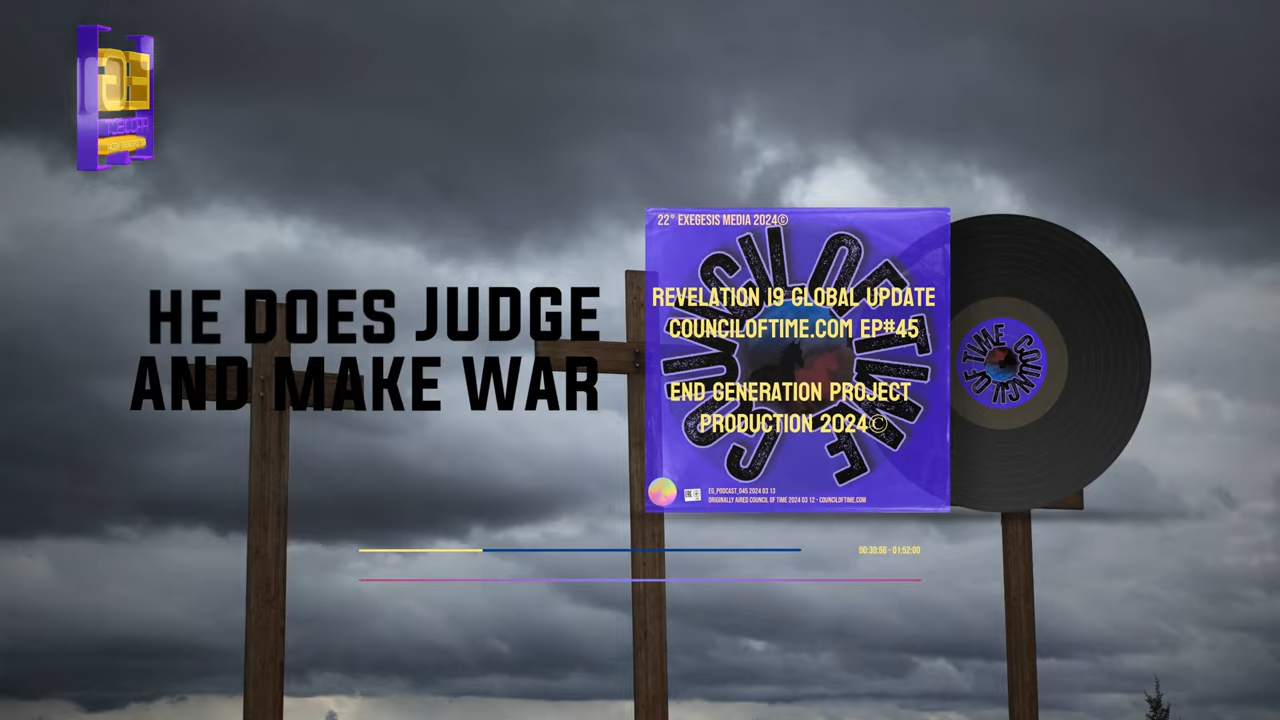 HE DOES JUDGE
AND MAKE WAR
22° EXEGESIS MEDIA 2024©
COUNCIL OF TIME
REVELATION 19 GLOBAL UPDATE
COUNCILOFTIME.COM EP#45
END GENERATION PROJECT
PRODUCTION 2024©
EG_PODCAST_045 2024 03 13
ORIGINALLY AIRED COUNCIL OF TIME 2024 03 12 - COUNCILOFTIME.COM
COUNCIL OF TIME
00:30:56 - 01:52:00